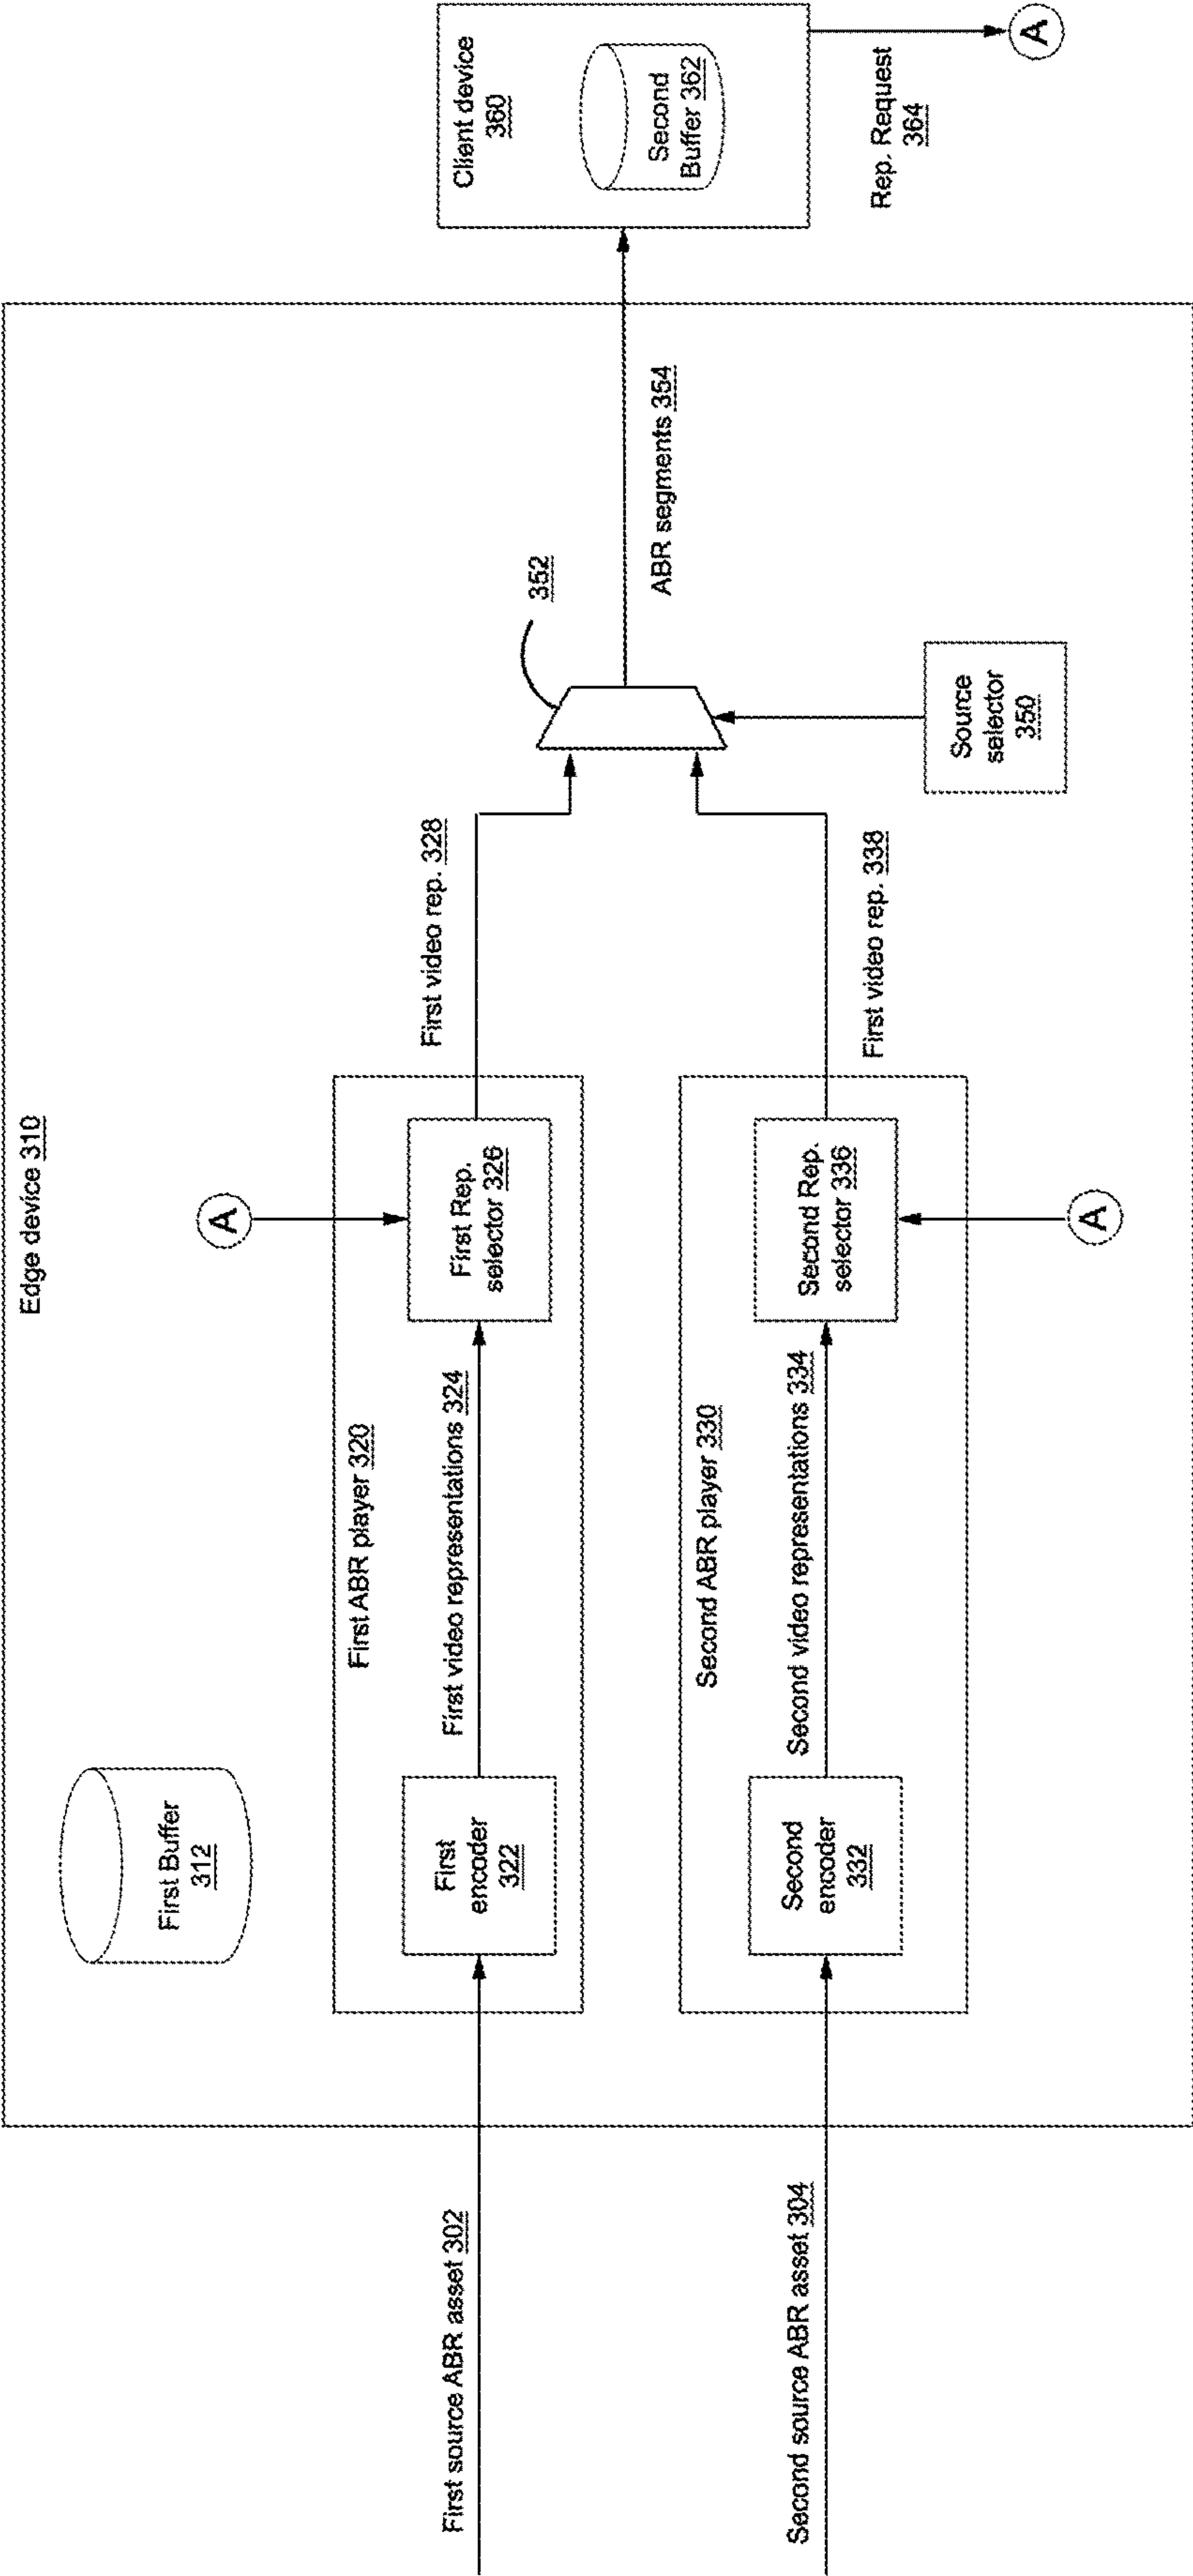 Edge device 310
First Buffer
312
First source ABR asset 302
First ABR player 320
First
encoder
322
First video representations 324
A
First Rep.
selector 326
First video rep. 328
Second source ABR asset 304
Second ABR player 330
Second
encoder
332
Second video representations 334
Second Rep.
selector 336
A
First video rep. 338
352
Source
selector
350
ABR segments 354
Client device
360
Second
Buffer 362
Rep. Request
364
A